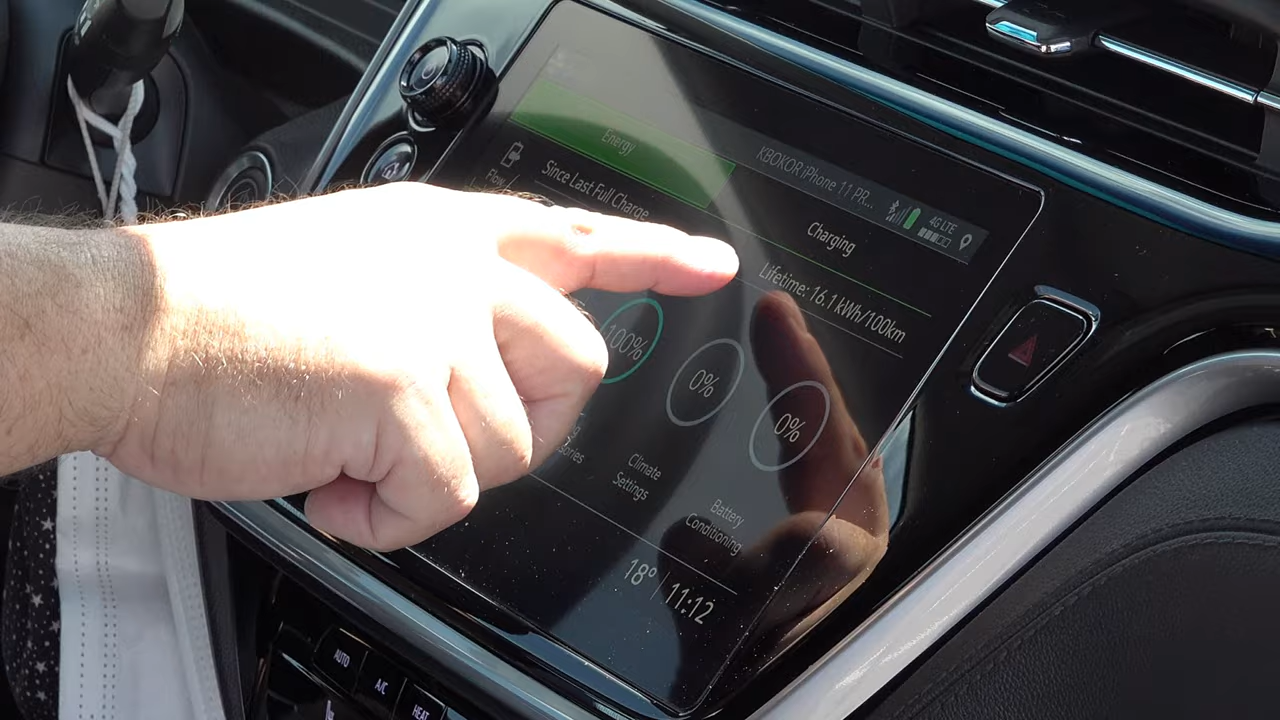 Energy
KBOKOR iPhone 11 PR...
4G LTE
Flow
Charging
Since Last Full Charge
Lifetime: 16.1 kWh/100km
100%
0%
0%
Climate
Settings
Battery
Conditioning
18° | 11:12
AUTO
A/C
HEAT